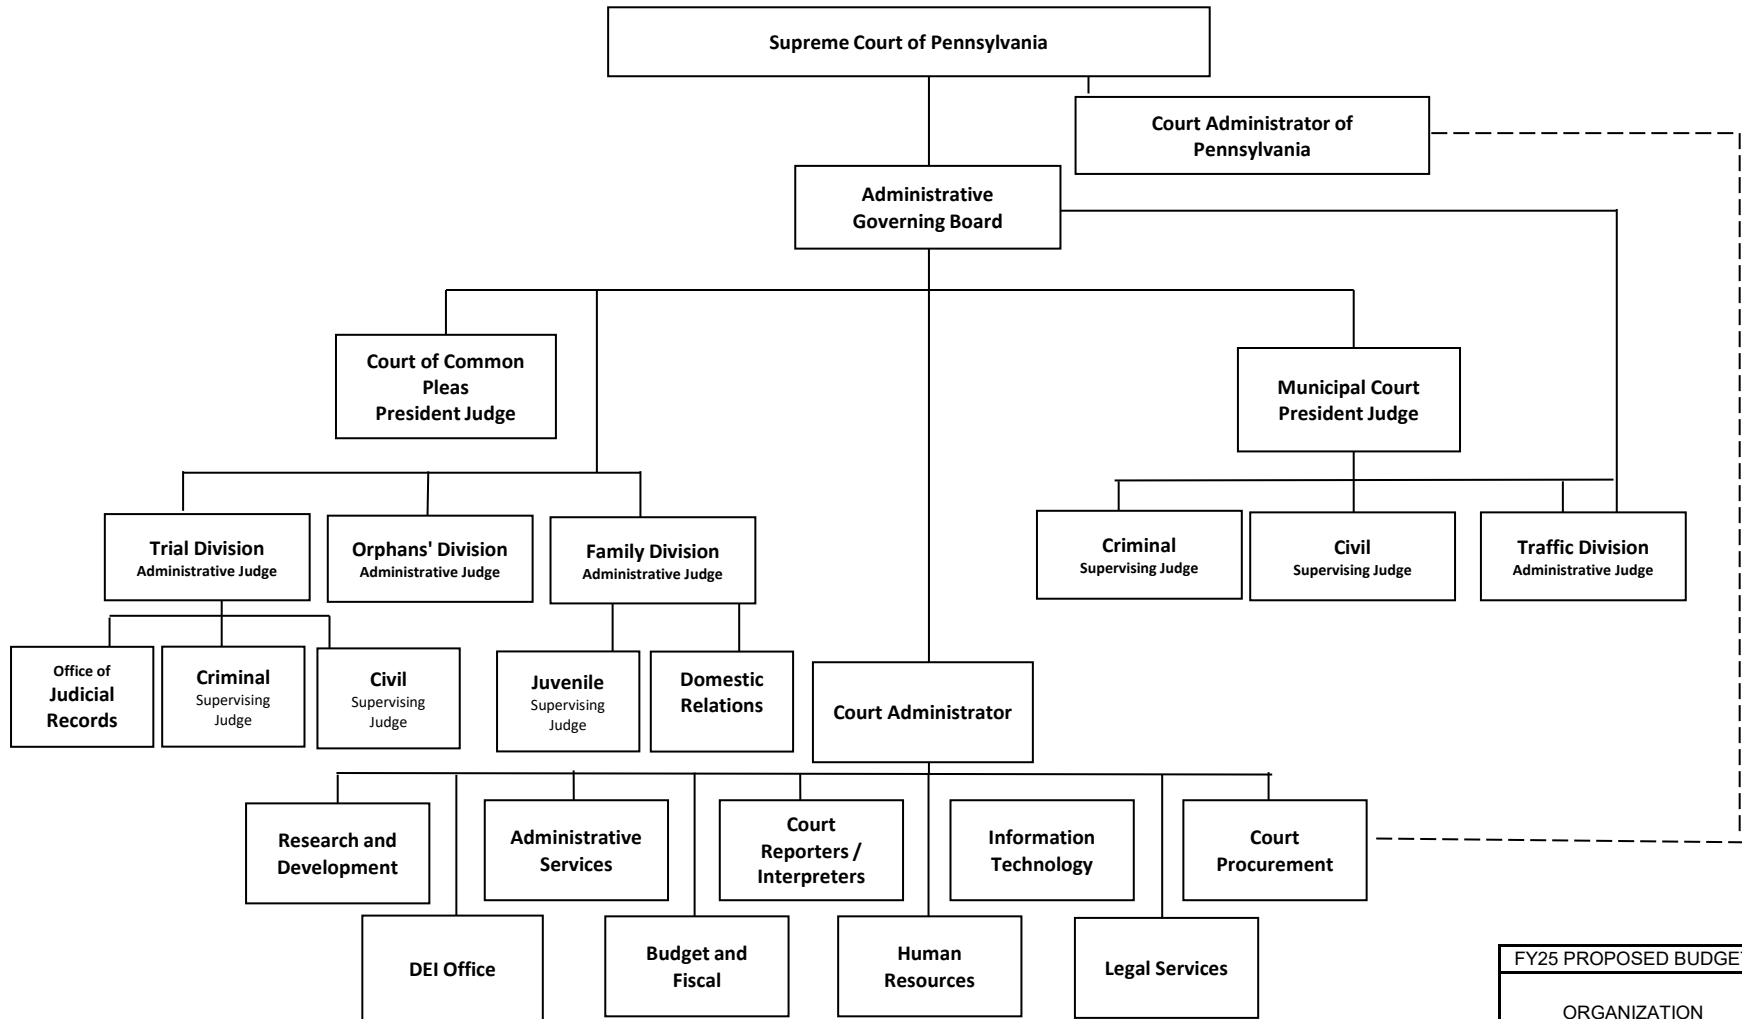 Supreme Court of Pennsylvania
Court Administrator of
Pennsylvania
Administrative
Governing Board
Court of Common
Pleas
President Judge
Municipal Court
President Judge
Trial Division
Administrative Judge
Orphans' Division
Administrative Judge
Family Division
Administrative Judge
Criminal
Supervising Judge
Civil
Supervising Judge
Traffic Division
Administrative Judge
Office of
Judicial
Records
Criminal
Supervising
Judge
Civil
Supervising
Judge
Juvenile
Supervising
Judge
Domestic
Relations
Court Administrator
Research and
Development
Administrative
Services
Court
Reporters /
Interpreters
Information
Technology
Court
Procurement
DEI Office
Budget and
Fiscal
Human
Resources
Legal Services
FY25 PROPOSED BUDGET
ORGANIZATION